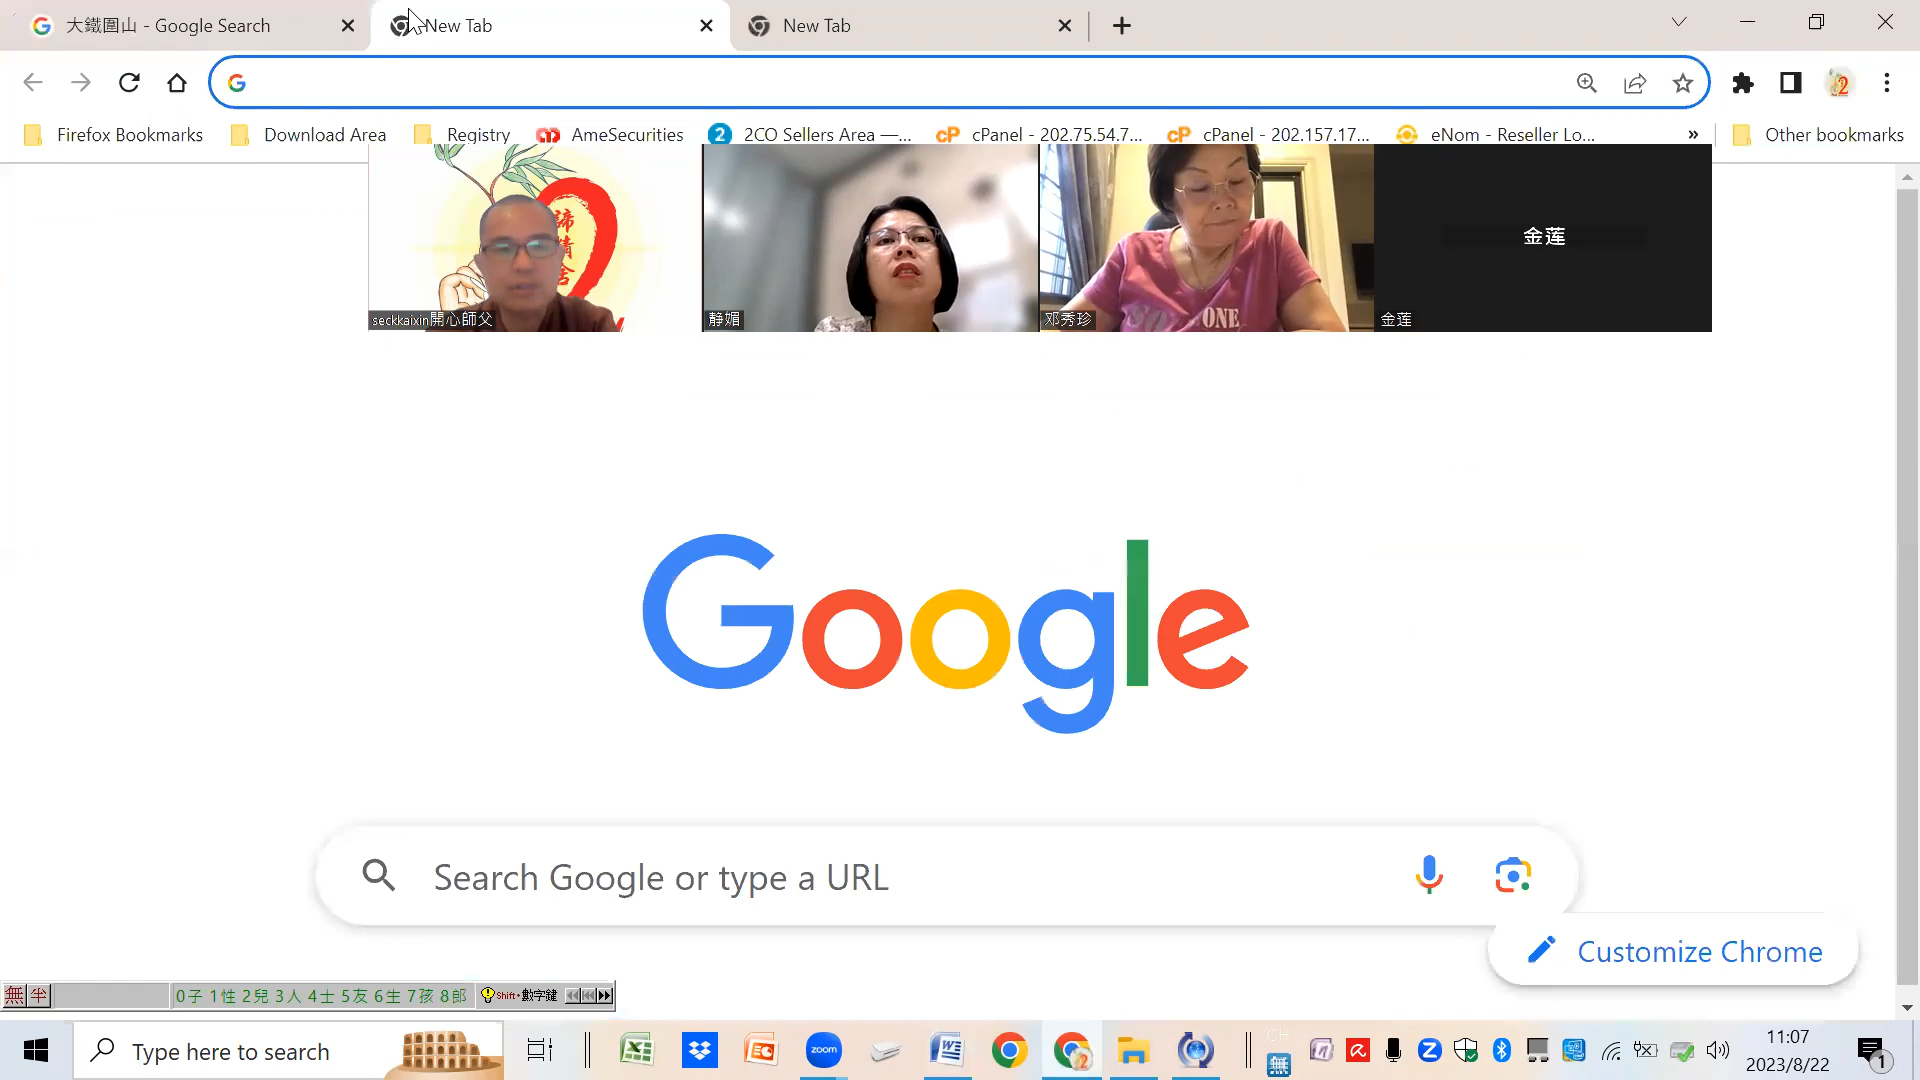 大鐵圍山 - Google Search
New Tab
New Tab
Firefox Bookmarks
Download Area
Registry
AmeSecurities
2CO Sellers Area —...
cPanel - 202.75.54.7...
cPanel - 202.157.17...
eNom - Reseller Lo...
»
Other bookmarks
seckkaixin開心師父
静媚
ONE
邓秀珍
金莲
金莲
Google
Search Google or type a URL
Customize Chrome
無 半
0子 1性 2兒 3人 4士 5友 6生 7孩 8郎
Shift+數字鍵
Type here to search
zoom
CH
11:07
2023/8/22
1